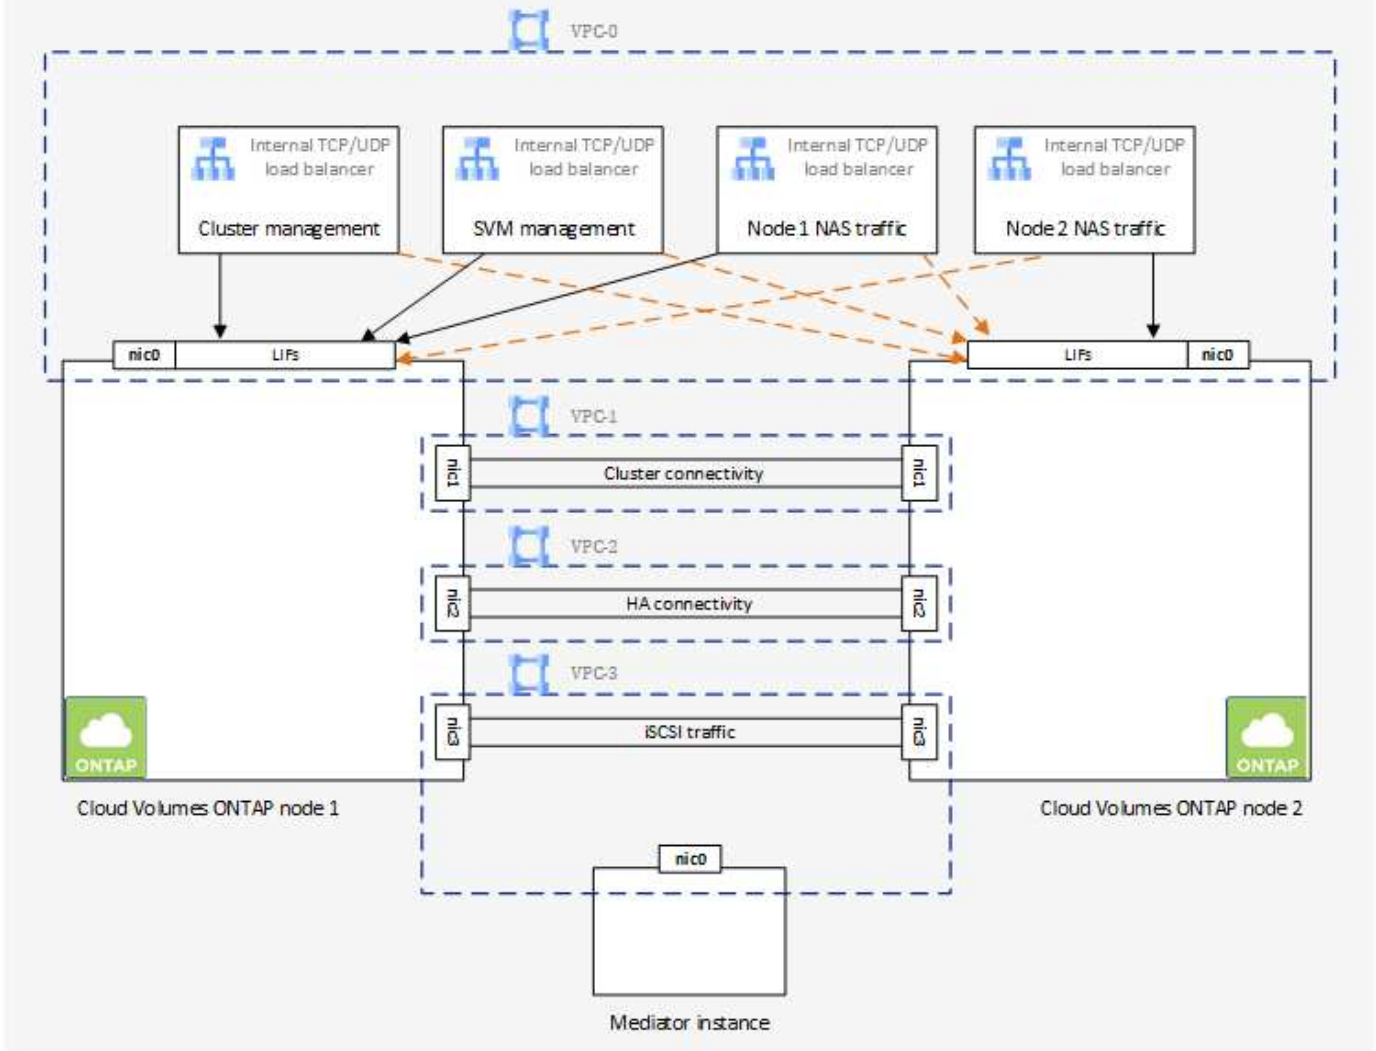 VPC-0
Internal TCP/UDP
load balancer
Cluster management
Internal TCP/UDP
load balancer
SVM management
Internal TCP/UDP
load balancer
Node 1 NAS traffic
Internal TCP/UDP
load balancer
Node 2 NAS traffic
nic0
LIFs
LIFs
nic0
VPC-1
nic1
Cluster connectivity
nic1
VPC-2
nic2
HA connectivity
nic2
VPC-3
nic3
iSCSI traffic
nic3
ONTAP
ONTAP
Cloud Volumes ONTAP node 1
Cloud Volumes ONTAP node 2
nic0
Mediator instance